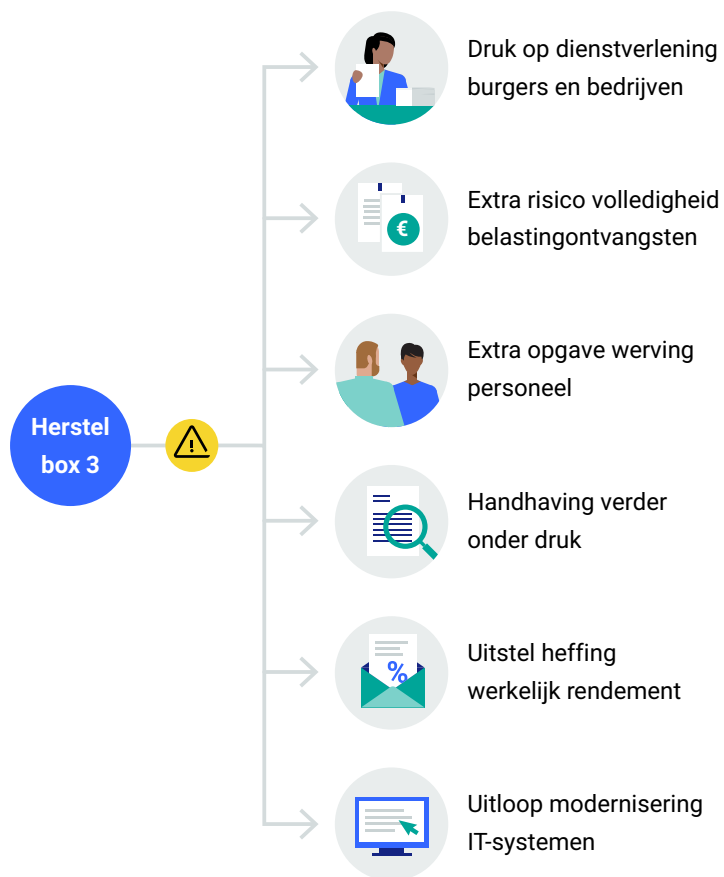 Druk op dienstverlening
burgers en bedrijven
€
Extra risico volledigheid
belastingontvangsten
Extra opgave werving
personeel
Herstel
box 3
Handhaving verder
onder druk
%
Uitstel heffing
werkelijk rendement
Uitloop modernisering
IT-systemen